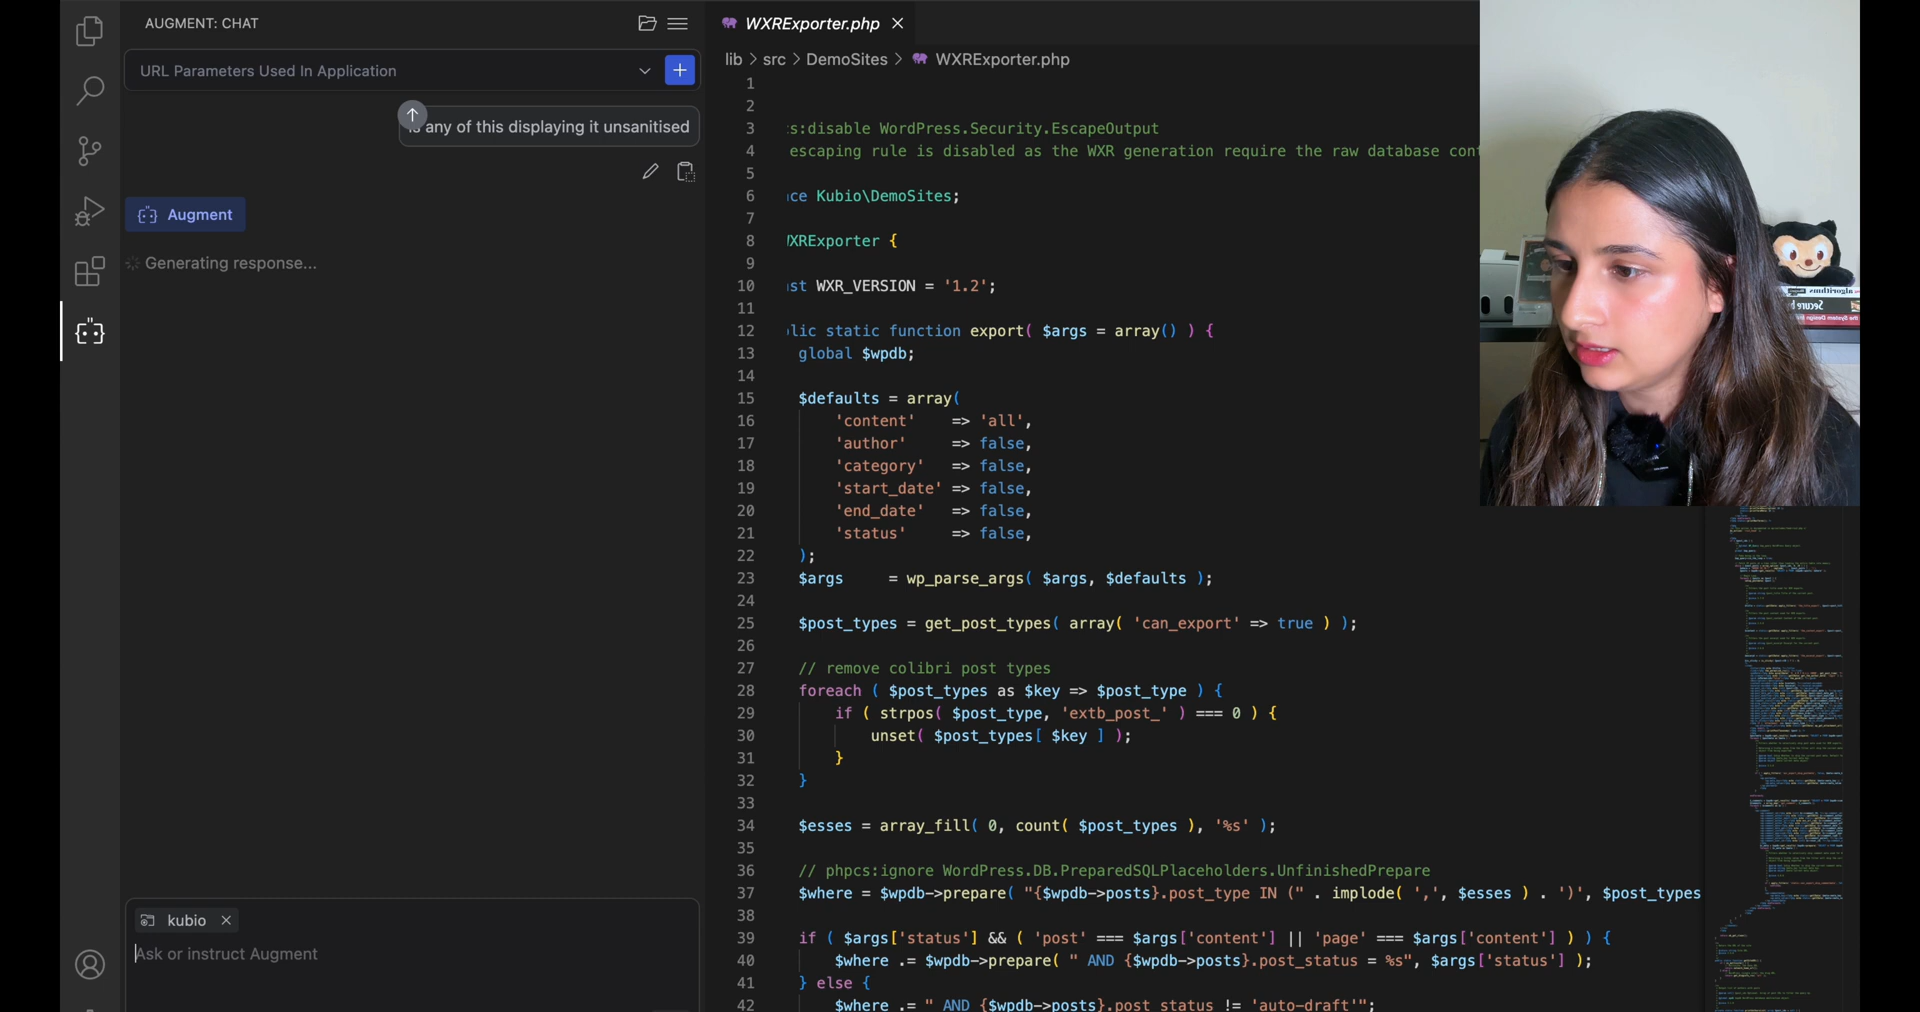 AUGMENT: CHAT
URL Parameters Used In Application
is any of this displaying it unsanitised
Augment
Generating response...
kubio
Ask or instruct Augment
WXRExporter.php
lib > src > DemoSites > WXRExporter.php
1
2
3 cs:disable WordPress.Security.EscapeOutput
4 escaping rule is disabled as the WXR generation require the raw database cont
5
6 ace Kubio\DemoSites;
7
8 WXRExporter {
9
10 nst WXR_VERSION = '1.2';
11
12 blic static function export( $args = array() ) {
13 global $wpdb;
14
15 $defaults = array(
16 'content' => 'all',
17 'author' => false,
18 'category' => false,
19 'start_date' => false,
20 'end_date' => false,
21 'status' => false,
22 );
23 $args = wp_parse_args( $args, $defaults );
24
25 $post_types = get_post_types( array( 'can_export' => true ) );
26
27 // remove colibri post types
28 foreach ( $post_types as $key => $post_type ) {
29 if ( strpos( $post_type, 'extb_post_' ) === 0 ) {
30 unset( $post_types[ $key ] );
31 }
32 }
33
34 $esses = array_fill( 0, count( $post_types ), '%s' );
35
36 // phpcs:ignore WordPress.DB.PreparedSQLPlaceholders.UnfinishedPrepare
37 $where = $wpdb->prepare( "{$wpdb->posts}.post_type IN (" . implode( ',', $esses ) . ')', $post_types
38
39 if ( $args['status'] && ( 'post' === $args['content'] || 'page' === $args['content'] ) ) {
40 $where .= $wpdb->prepare( " AND {$wpdb->posts}.post_status = %s", $args['status'] );
41 } else {
42 $where .= " AND {$wpdb->posts}.post_status != 'auto-draft'";
algorithms
Secure